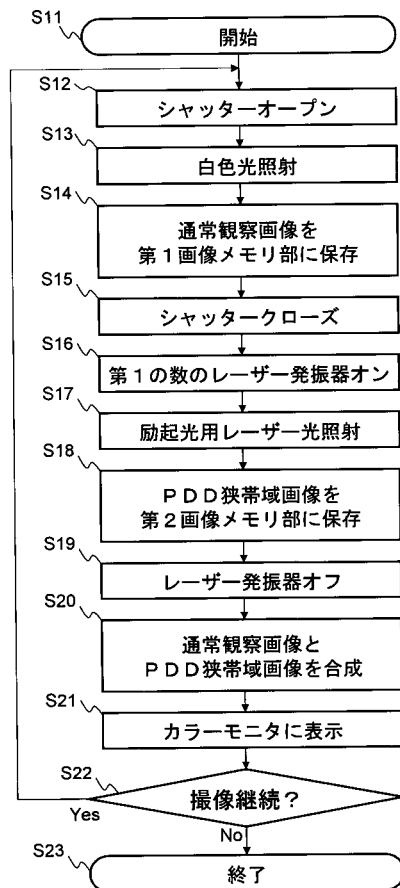 S11
開始
S12
シャッターオープン
S13
白色光照射
S14
通常観察画像を
第1画像メモリ部に保存
S15
シャッタークローズ
S16
第1の数のレーザー発振器オン
S17
励起光用レーザー光照射
S18
ＰＤＤ狭帯域画像を
第2画像メモリ部に保存
S19
レーザー発振器オフ
S20
通常観察画像と
ＰＤＤ狭帯域画像を合成
S21
カラーモニタに表示
S22
撮像継続？
Yes
No
S23
終了